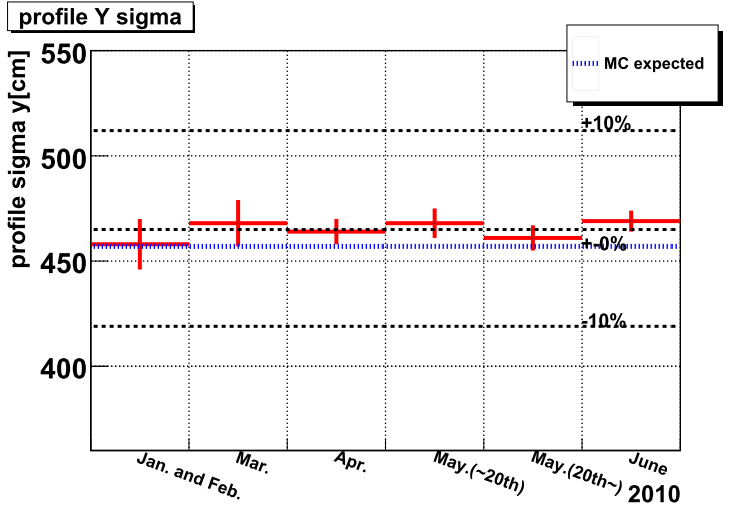 profile Y sigma
profile sigma y[cm]
550
500
450
400
MC expected
+10%
+-0%
-10%
Jan. and Feb.
Mar.
Apr.
May.(~20th)
May.(20th~)
June
2010